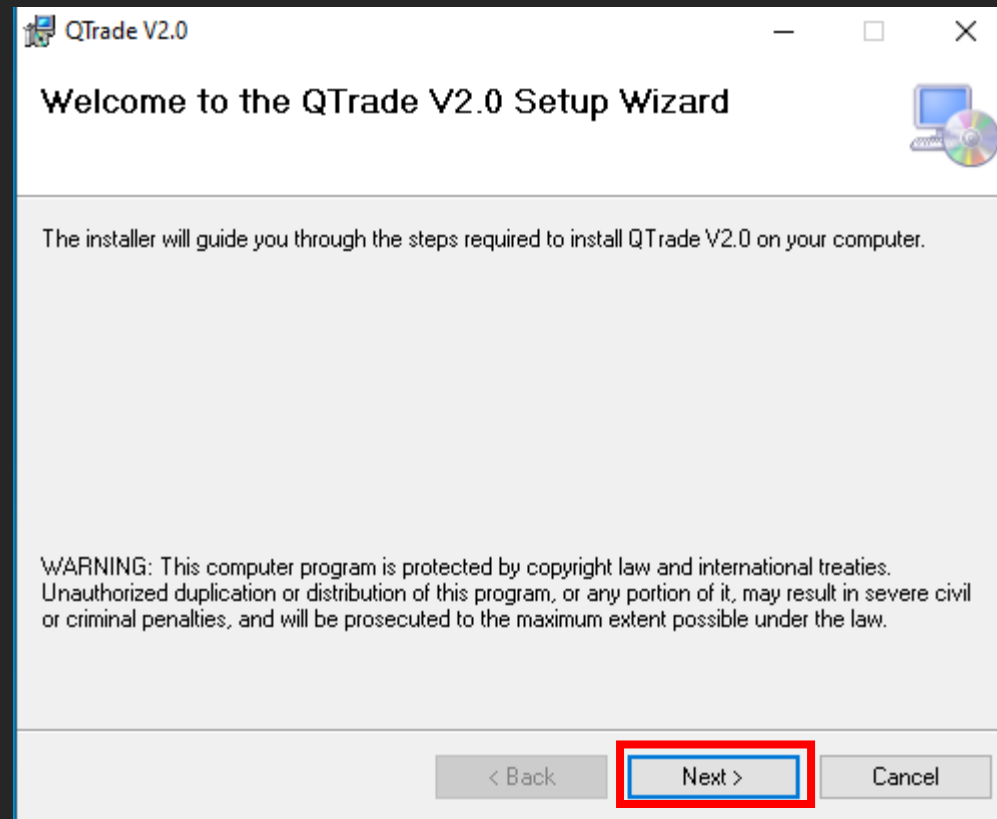 QTrade V2.0
Welcome to the QTrade V2.0 Setup Wizard
The installer will guide you through the steps required to install QTrade V2.0 on your computer.
WARNING: This computer program is protected by copyright law and international treaties.
Unauthorized duplication or distribution of this program, or any portion of it, may result in severe civil
or criminal penalties, and will be prosecuted to the maximum extent possible under the law.
< Back Next > Cancel